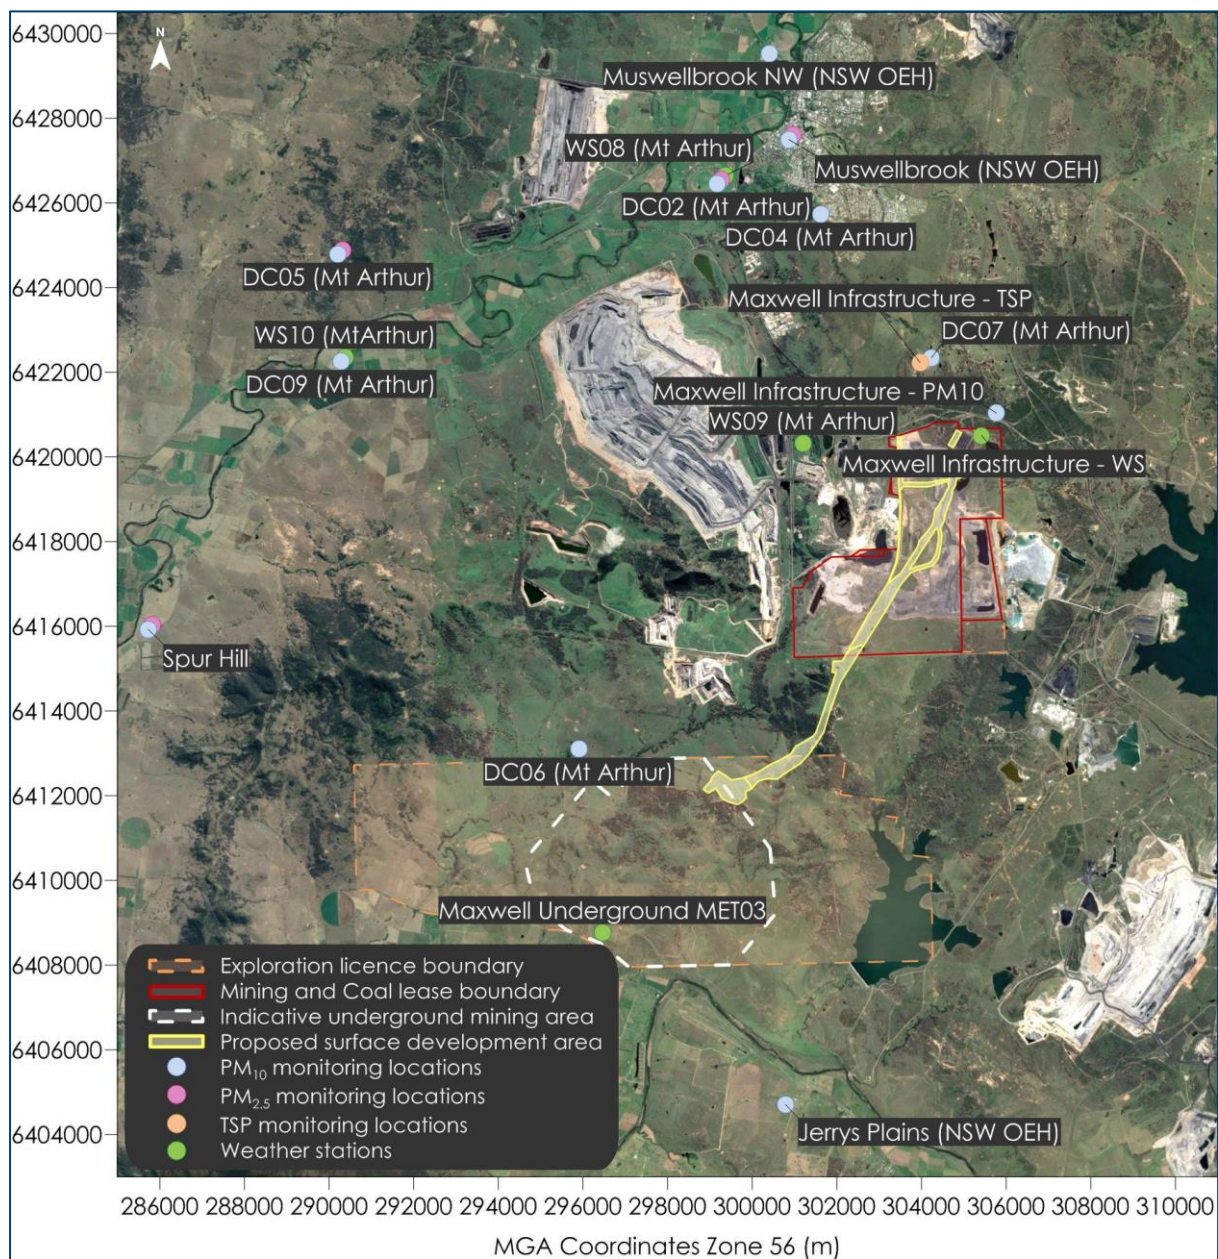 6430000
N
Muswellbrook NW (NSW OEH)
6428000
WS08 (Mt Arthur)
Muswellbrook (NSW OEH)
6426000
DC02 (Mt Arthur)
DC04 (Mt Arthur)
DC05 (Mt Arthur)
6424000
Maxwell Infrastructure - TSP
WS10 (MtArthur)
DC07 (Mt Arthur)
6422000
DC09 (Mt Arthur)
Maxwell Infrastructure - PM10
WS09 (Mt Arthur)
6420000
Maxwell Infrastructure - WS
6418000
6416000
Spur Hill
6414000
DC06 (Mt Arthur)
6412000
6410000
Maxwell Underground MET03
6408000
Exploration licence boundary
Mining and Coal lease boundary
Indicative underground mining area
6406000
Proposed surface development area
PM10 monitoring locations
PM2.5 monitoring locations
6404000
TSP monitoring locations
Jerrys Plains (NSW OEH)
Weather stations
286000 288000 290000 292000 294000 296000 298000 300000 302000 304000 306000 308000 310000
MGA Coordinates Zone 56 (m)